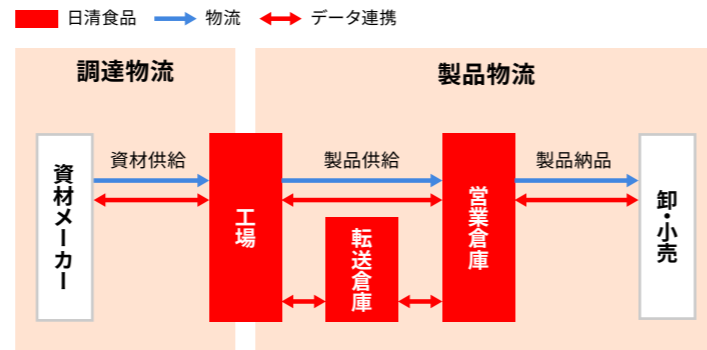 日清食品
物流
データ連携
調達物流
製品物流
資材メーカー
資材供給
工場
製品供給
転送倉庫
営業倉庫
製品納品
卸・小売